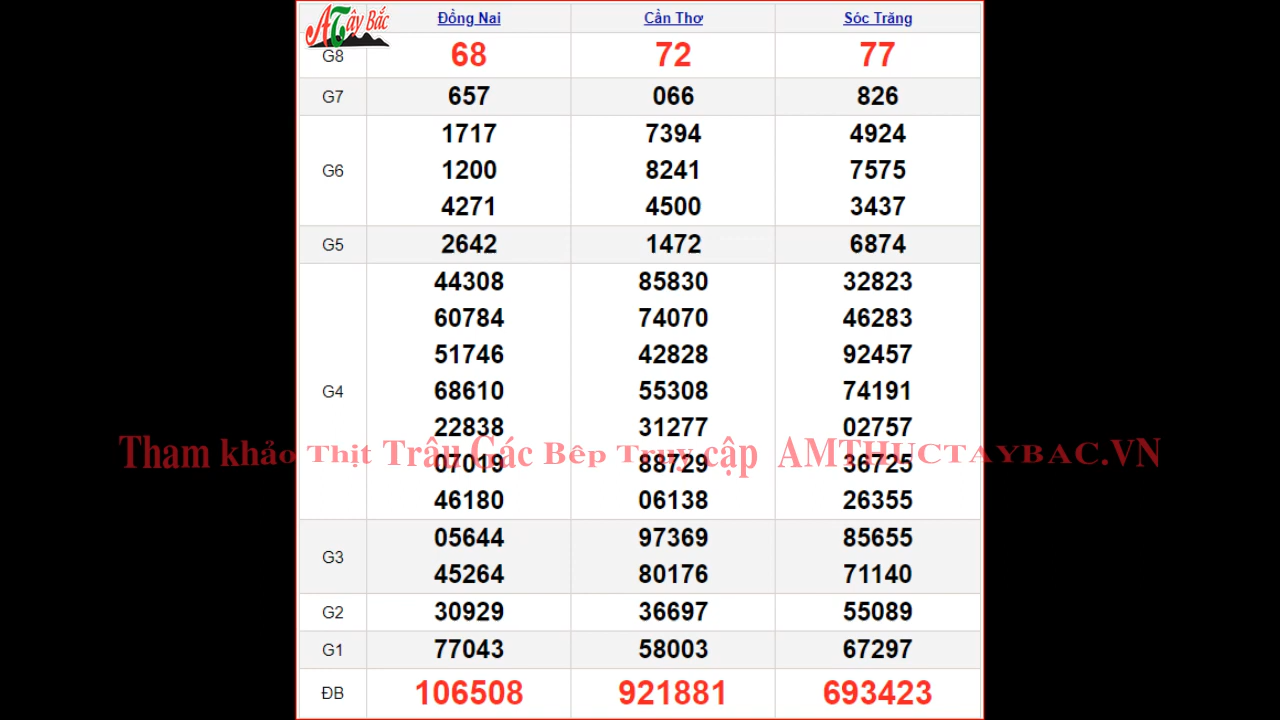 ATây Bắc
Đồng Nai Cần Thơ Sóc Trăng
G8 68 72 77
G7 657 066 826
1717 7394 4924
G6 1200 8241 7575
4271 4500 3437
G5 2642 1472 6874
44308 85830 32823
60784 74070 46283
51746 42828 92457
G4 68610 55308 74191
22838 31277 02757
Tham khảo Thịt Trâu Gác Bếp Truy cập AMTHUCTAYBAC.VN
07019 88729 36725
46180 06138 26355
05644 97369 85655
G3
45264 80176 71140
G2 30929 36697 55089
G1 77043 58003 67297
ĐB 106508 921881 693423